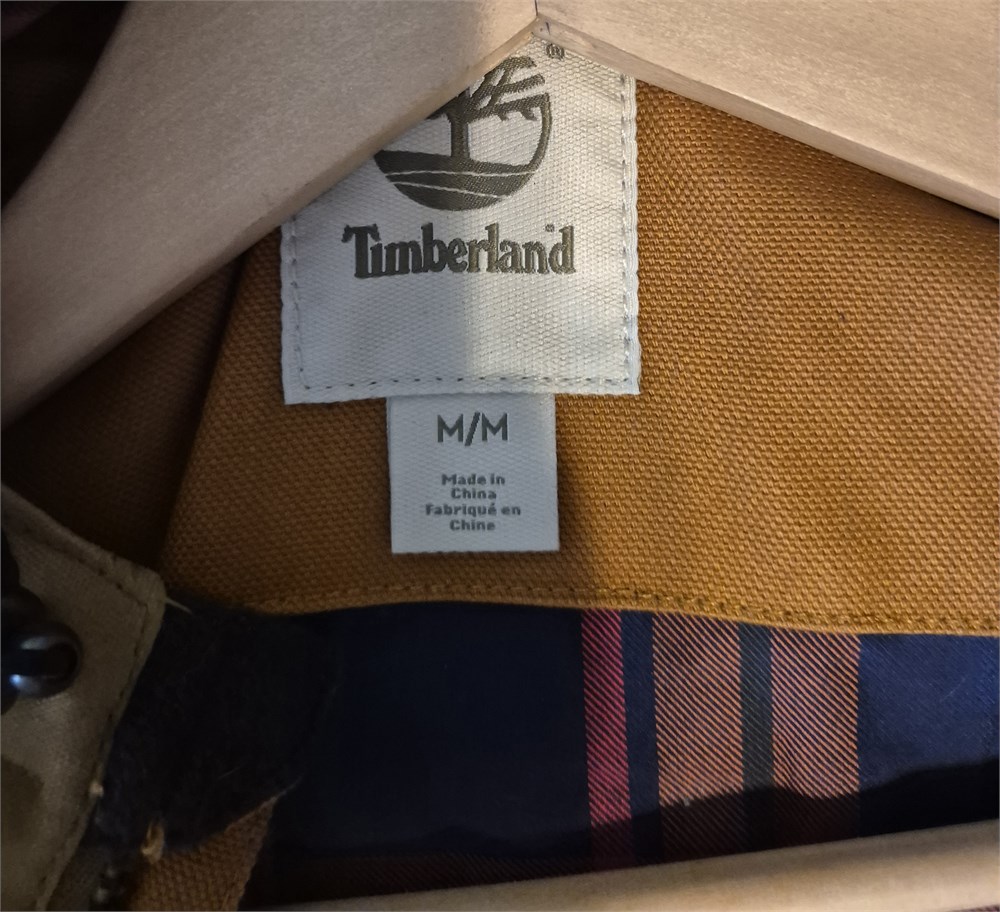 ®
Timberland
M/M
Made in
China
Fabriqué en
Chine